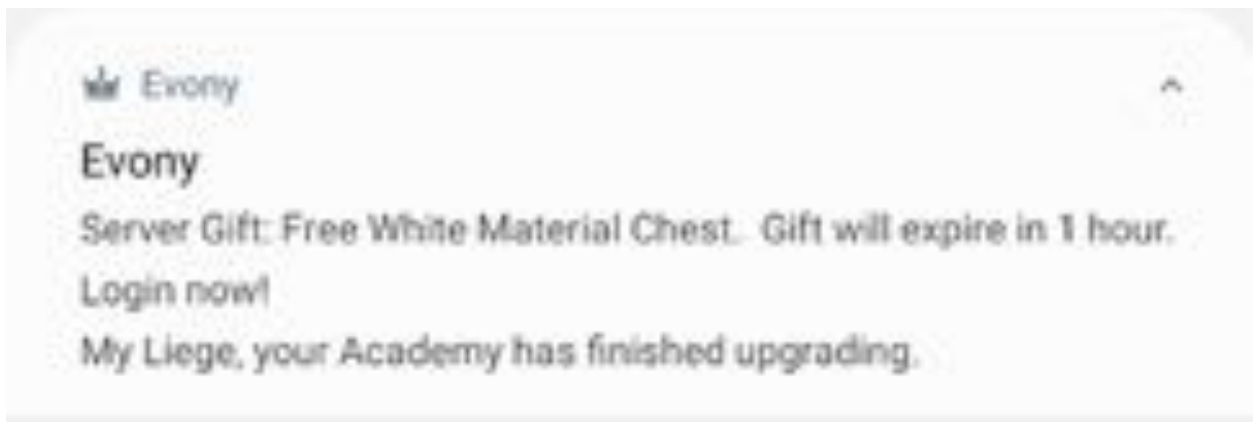 Evony
Evony
Server Gift: Free White Material Chest. Gift will expire in 1 hour.
Login now!
My Liege, your Academy has finished upgrading.